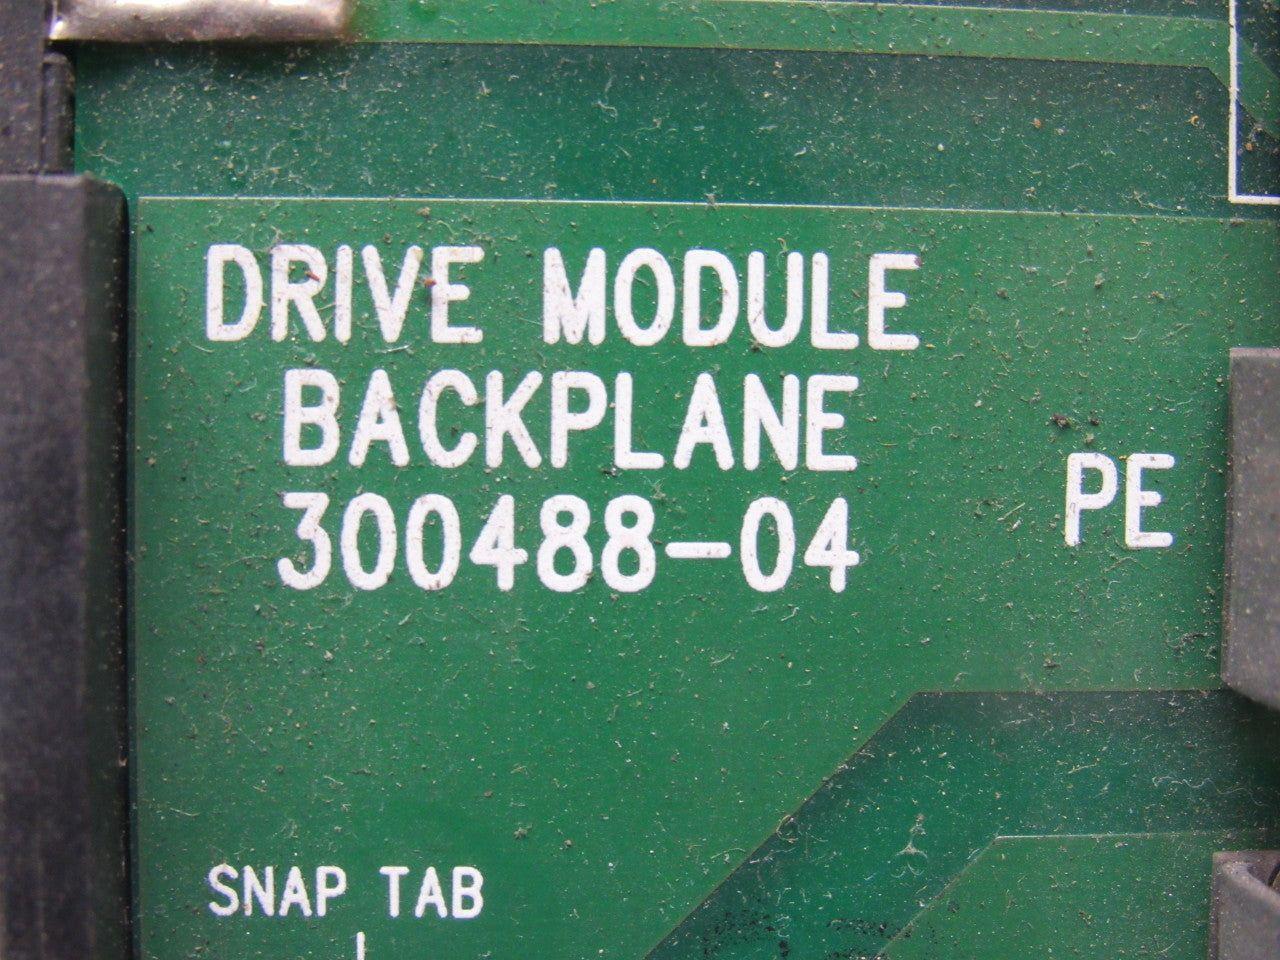 DRIVE MODULE
BACKPLANE
300488-04
PE
SNAP TAB